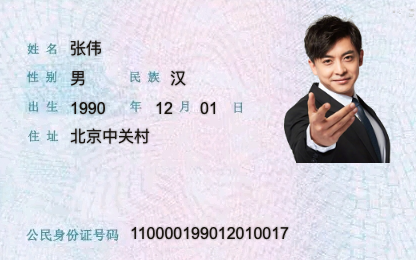 姓名 张伟
性别 男 民族 汉
出生 1990 年 12 月 01 日
住址 北京中关村
公民身份证号码 110000199012010017